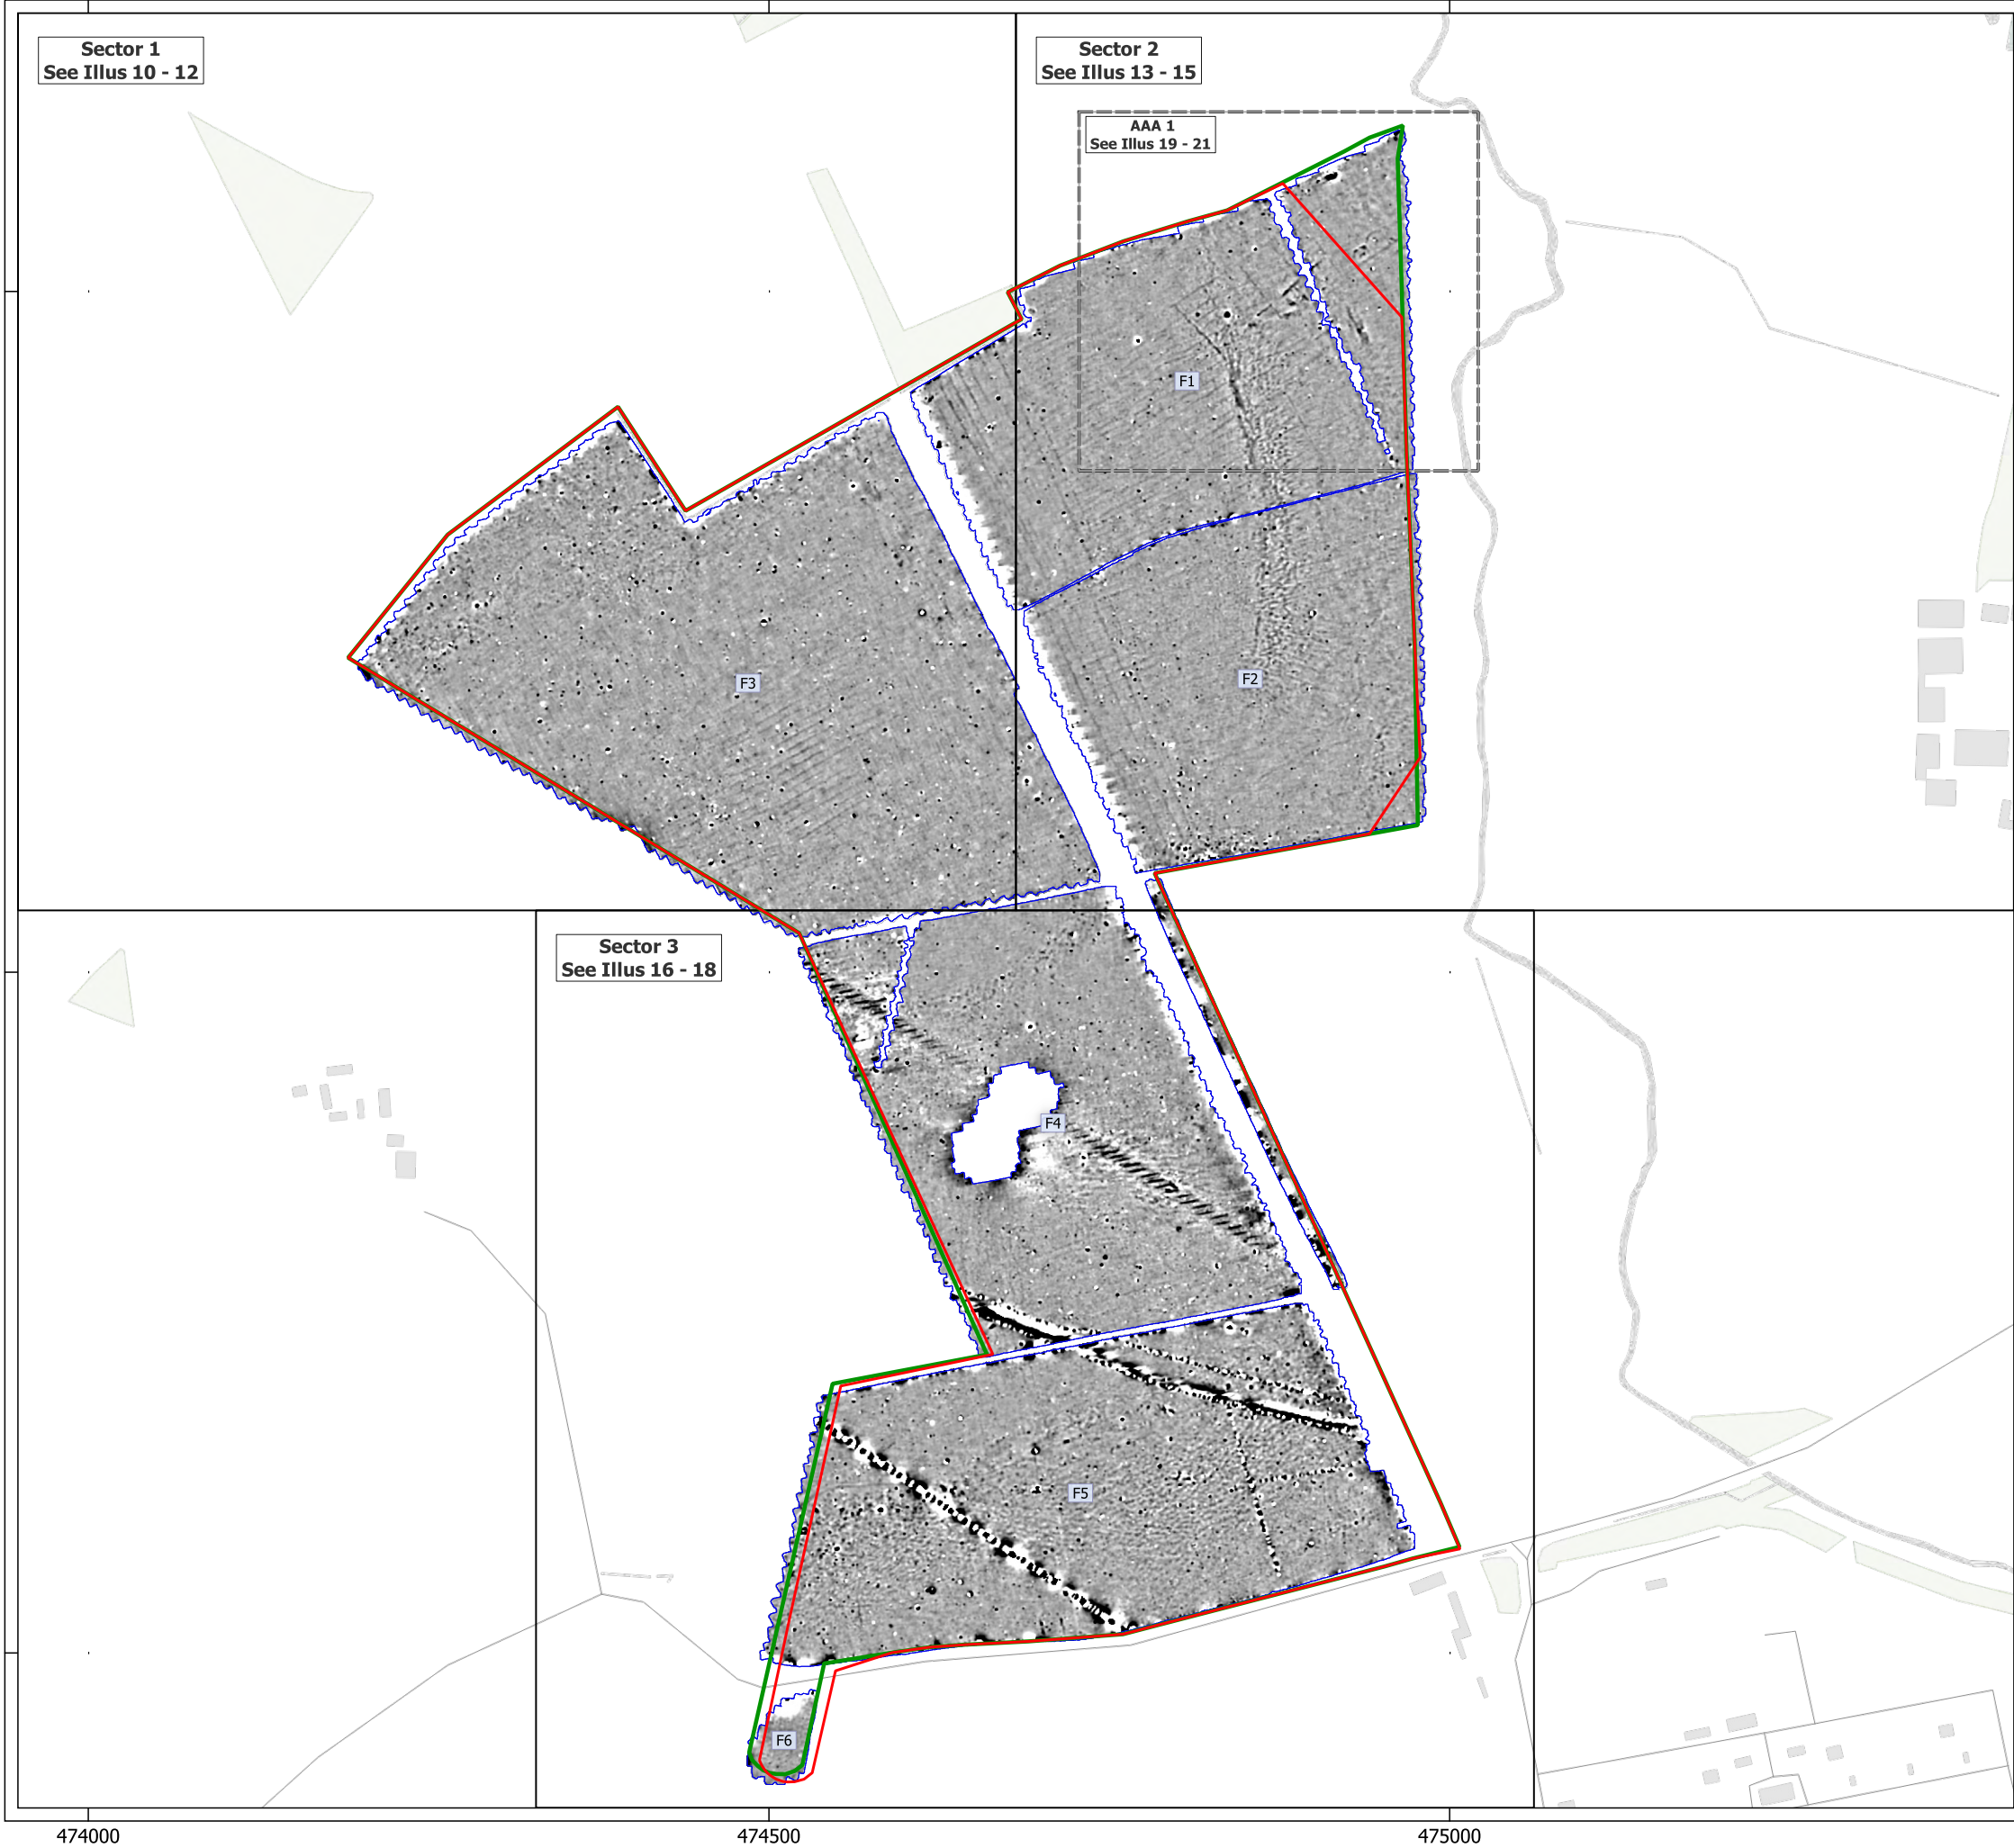 Sector 1
See Illus 10 - 12
Sector 2
See Illus 13 - 15
AAA 1
See Illus 19 - 21
F1
F3
F2
Sector 3
See Illus 16 - 18
F4
F5
F6
474000
474500
475000